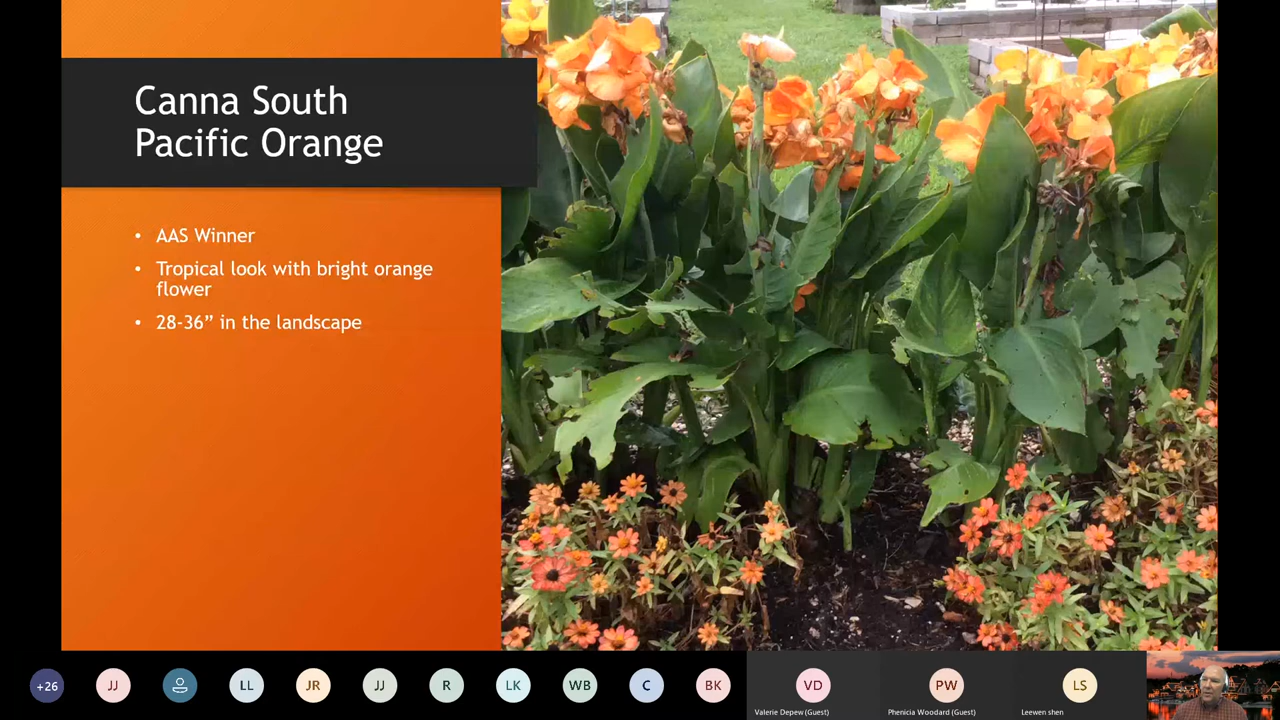 Canna South
Pacific Orange
• AAS Winner
• Tropical look with bright orange
flower
• 28-36” in the landscape
+26
JJ
LL
JR
JJ
R
LK
WB
C
BK
VD
PW
LS
Valerie Depew (Guest)
Phenicia Woodard (Guest)
Leewen shen